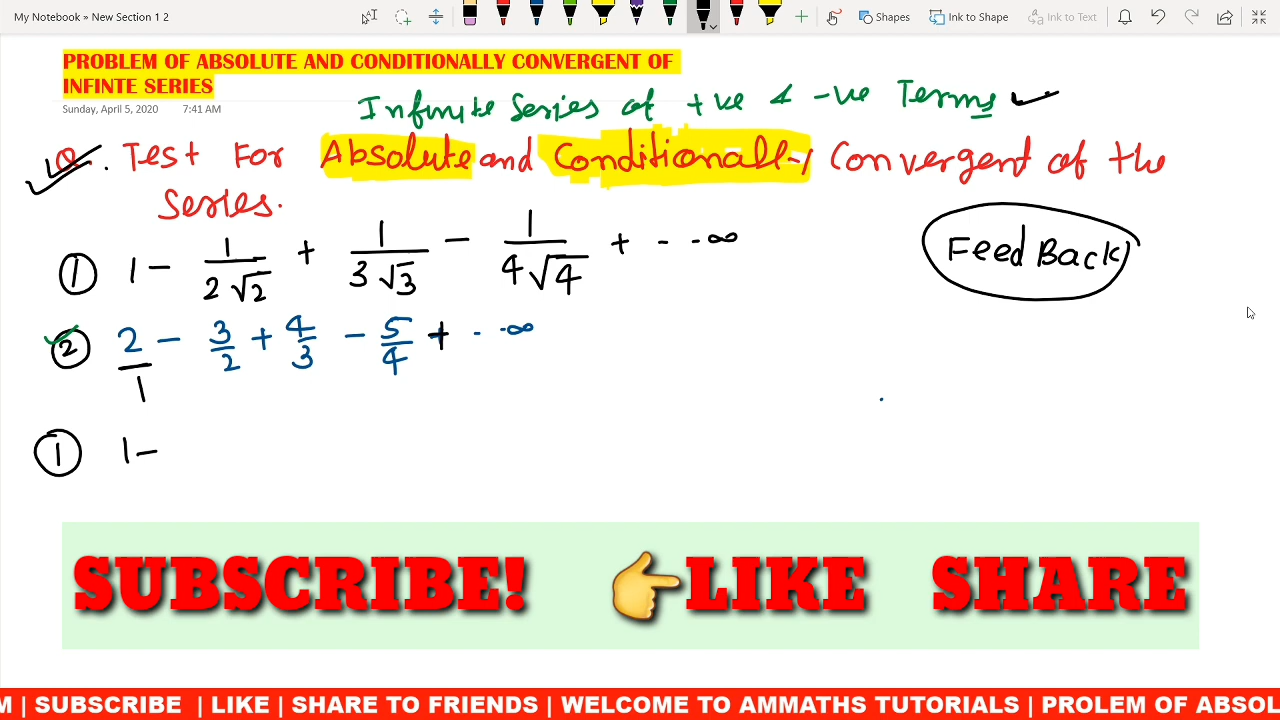 My Notebook » New Section 1 2
Shapes Ink to Shape Ink to Text
PROBLEM OF ABSOLUTE AND CONDITIONALLY CONVERGENT OF
INFINTE SERIES
Sunday, April 5, 2020 7:41 AM
Infinite Series of +ve & -ve Terms
Q. Test For Absolute and Conditionally Convergent of the
Series.
① 1 - 1/(2√2) + 1/(3√3) - 1/(4√4) + - - ∞
Feed Back
② 2/1 - 3/2 + 4/3 - 5/4 + - - ∞
① 1 -
SUBSCRIBE! LIKE SHARE
M | SUBSCRIBE | LIKE | SHARE TO FRIENDS | WELCOME TO AMMATHS TUTORIALS | PROLEM OF ABSOL